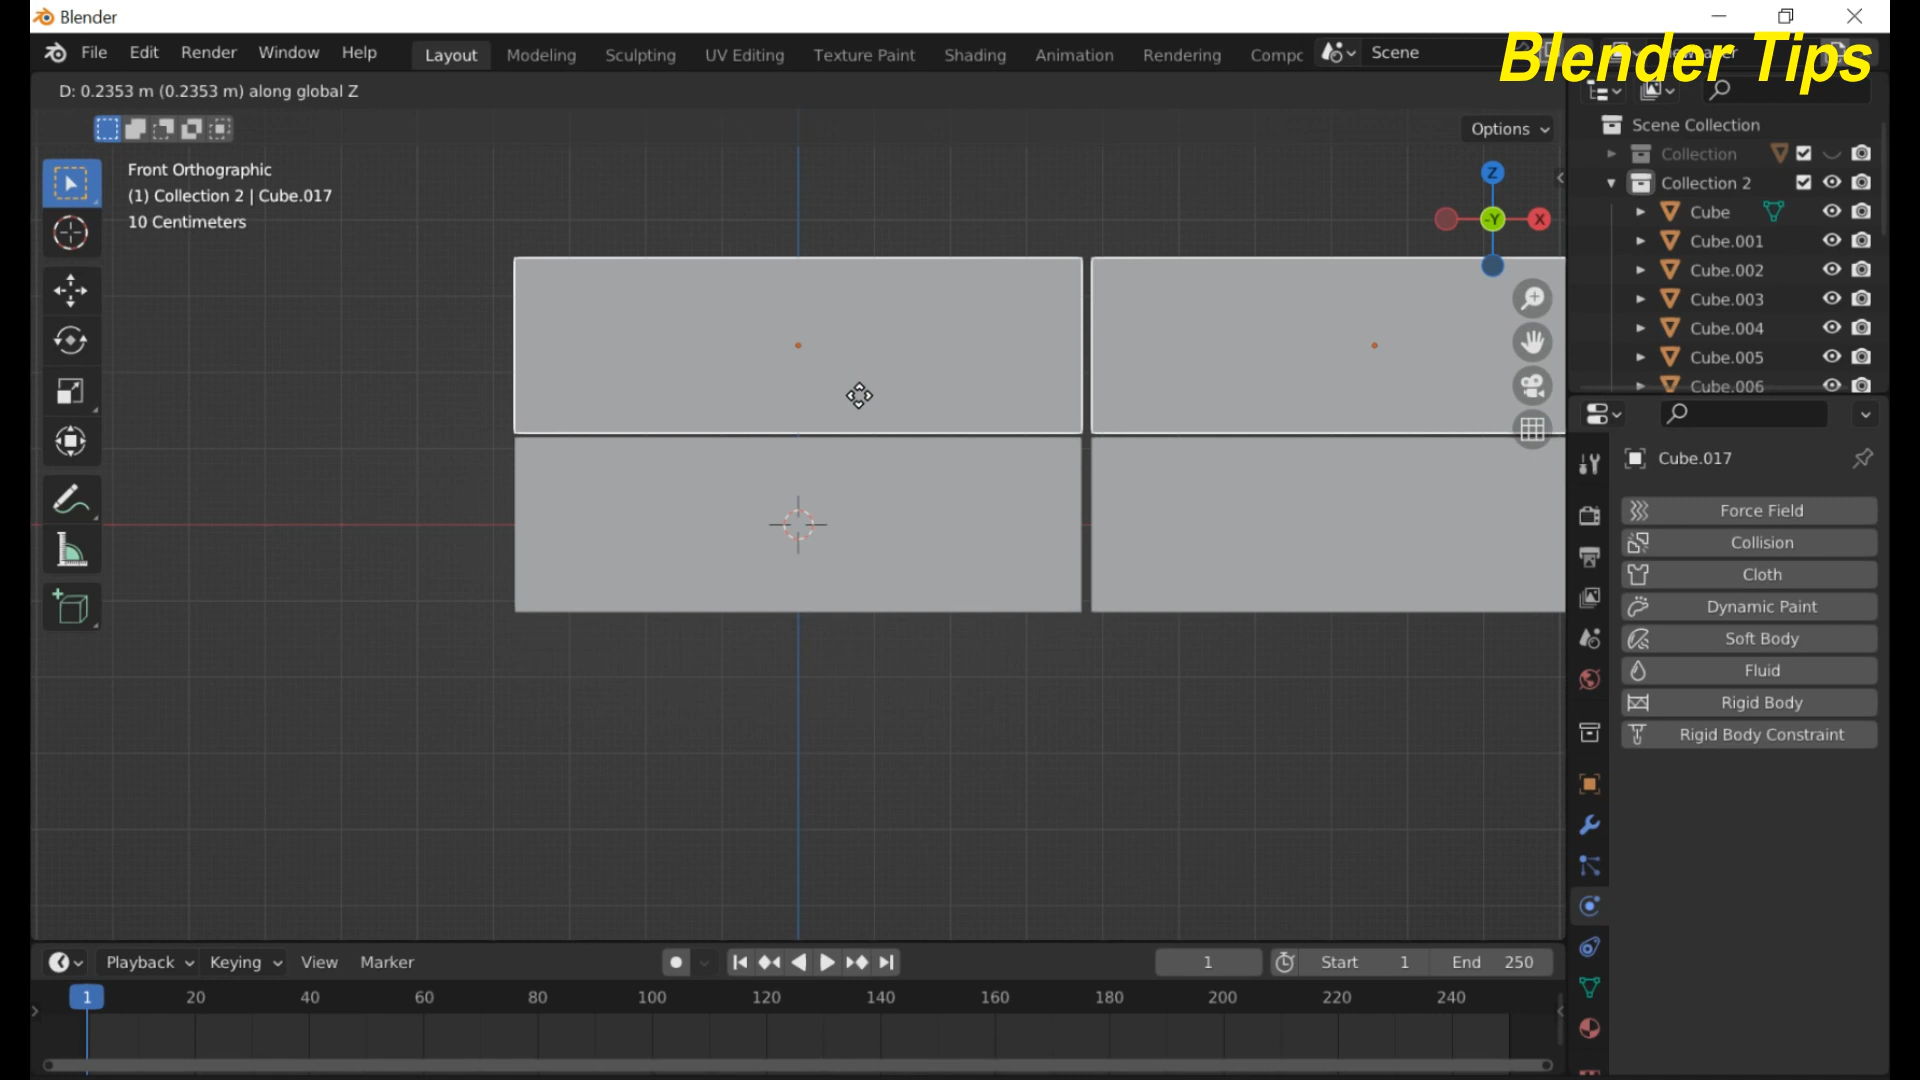 Blender
File Edit Render Window Help Layout Modeling Sculpting UV Editing Texture Paint Shading Animation Rendering Compc Scene
Blender Tips
D: 0.2353 m (0.2353 m) along global Z
Options
Front Orthographic
(1) Collection 2 | Cube.017
10 Centimeters
Z
-Y
X
Scene Collection
Collection
Collection 2
Cube
Cube.001
Cube.002
Cube.003
Cube.004
Cube.005
Cube.006
Cube.017
Force Field
Collision
Cloth
Dynamic Paint
Soft Body
Fluid
Rigid Body
Rigid Body Constraint
Playback Keying View Marker 1 Start 1 End 250
1 20 40 60 80 100 120 140 160 180 200 220 240